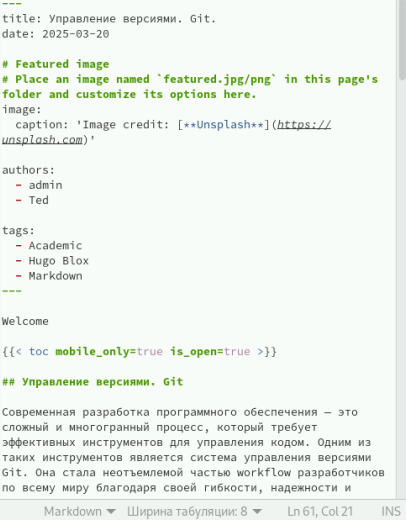 ---
title: Управление версиями. Git.
date: 2025-03-20
# Featured image
# Place an image named `featured.jpg/png` in this page's
folder and customize its options here.
image:
  caption: 'Image credit: [**Unsplash**](https://
unsplash.com)'
authors:
  - admin
  - Ted
tags:
  - Academic
  - Hugo Blox
  - Markdown
---
Welcome
{{< toc mobile_only=true is_open=true >}}
## Управление версиями. Git
Современная разработка программного обеспечения — это
сложный и многогранный процесс, который требует
эффективных инструментов для управления кодом. Одним из
таких инструментов является система управления версиями
Git. Она стала неотъемлемой частью workflow разработчиков
по всему миру благодаря своей гибкости, надежности и
Markdown Ширина табуляции: 8 Ln 61, Col 21 INS